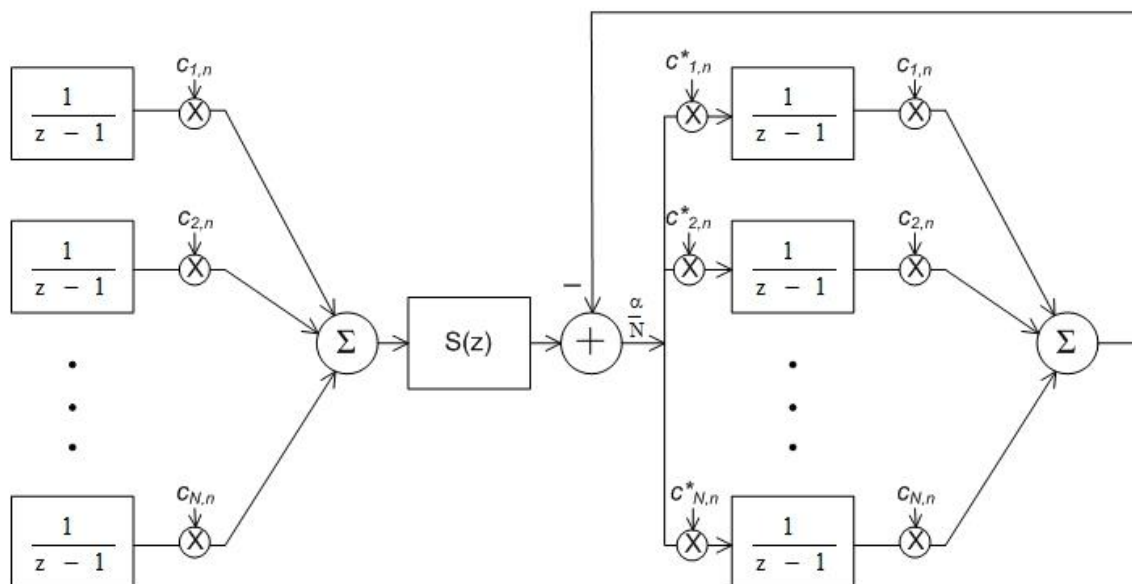 c1,n c*1,n c1,n
1 / z − 1 X X 1 / z − 1 X
c2,n c*2,n c2,n
1 / z − 1 X − X 1 / z − 1 X
α / N
Σ S(z) + Σ
cN,n c*N,n cN,n
1 / z − 1 X X 1 / z − 1 X